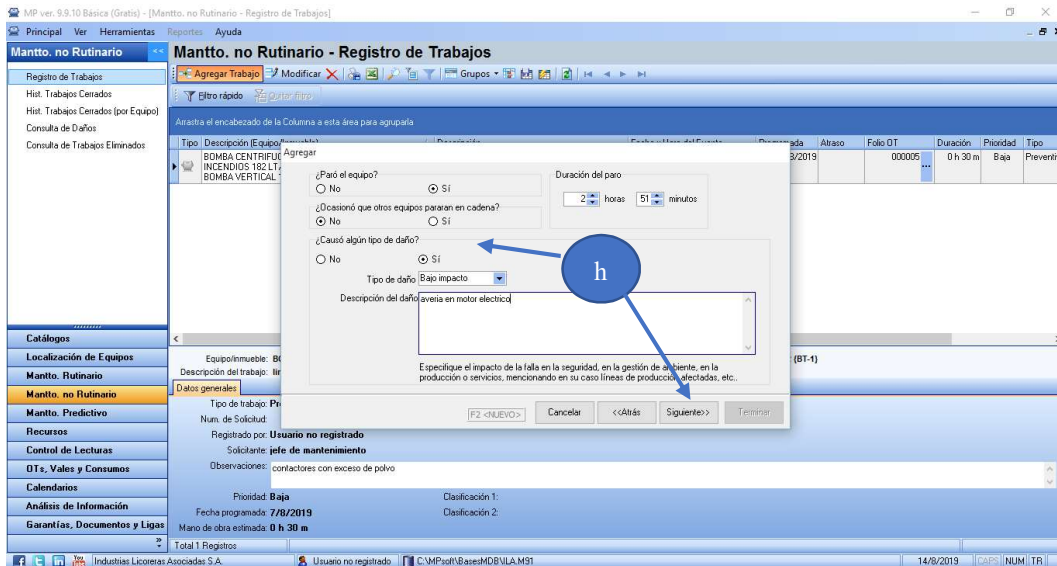 MP ver. 9.9.10 Básica (Gratis) - [Mantto. no Rutinario - Registro de Trabajos]
Principal Ver Herramientas Reportes Ayuda
Mantto. no Rutinario <<
Mantto. no Rutinario - Registro de Trabajos
Registro de Trabajos
Hist. Trabajos Cerrados
Hist. Trabajos Cerrados (por Equipo)
Consulta de Daños
Consulta de Trabajos Eliminados
Agregar Trabajo Modificar Grupos
Filtro rápido Quitar filtro
Arrastra el encabezado de la Columna a esta área para agruparla
Tipo Descripción (Equipo/Inmueble) Descripción Fecha y Hora del Evento Programada Atraso Folio OT Duración Prioridad Tipo
BOMBA CENTRIFUG
INCENDIOS 182 LT
BOMBA VERTICAL
8/2019 000005 ... 0 h 30 m Baja Preventi
Agregar
¿Paró el equipo?
No Sí
Duración del paro
2 horas 51 minutos
¿Ocasionó que otros equipos pararan en cadena?
No Sí
¿Causó algún tipo de daño?
No Sí
h
Tipo de daño Bajo impacto
Descripción del daño averia en motor electrico
Especifique el impacto de la falla en la seguridad, en la gestión de ambiente, en la
producción o servicios, mencionando en su caso líneas de producción afectadas, etc..
F2 <NUEVO> Cancelar <<Atrás Siguiente>> Terminar
Catálogos
Localización de Equipos
Mantto. Rutinario
Mantto. no Rutinario
Mantto. Predictivo
Recursos
Control de Lecturas
OTs, Vales y Consumos
Calendarios
Análisis de Información
Garantías, Documentos y Ligas
Equipo/inmueble: BO
(BT-1)
Descripción del trabajo: lim
Datos generales
Tipo de trabajo: Pr
Num. de Solicitud:
Registrado por: Usuario no registrado
Solicitante: jefe de mantenimiento
Observaciones: contactores con exceso de polvo
Prioridad: Baja Clasificación 1:
Fecha programada: 7/8/2019 Clasificación 2:
Mano de obra estimada: 0 h 30 m
Total 1 Registros
Industrias Licoreras Asociadas S.A. Usuario no registrado C:\MPsoft\BasesMDB\ILA.M91 14/8/2019 CAPS NUM TR